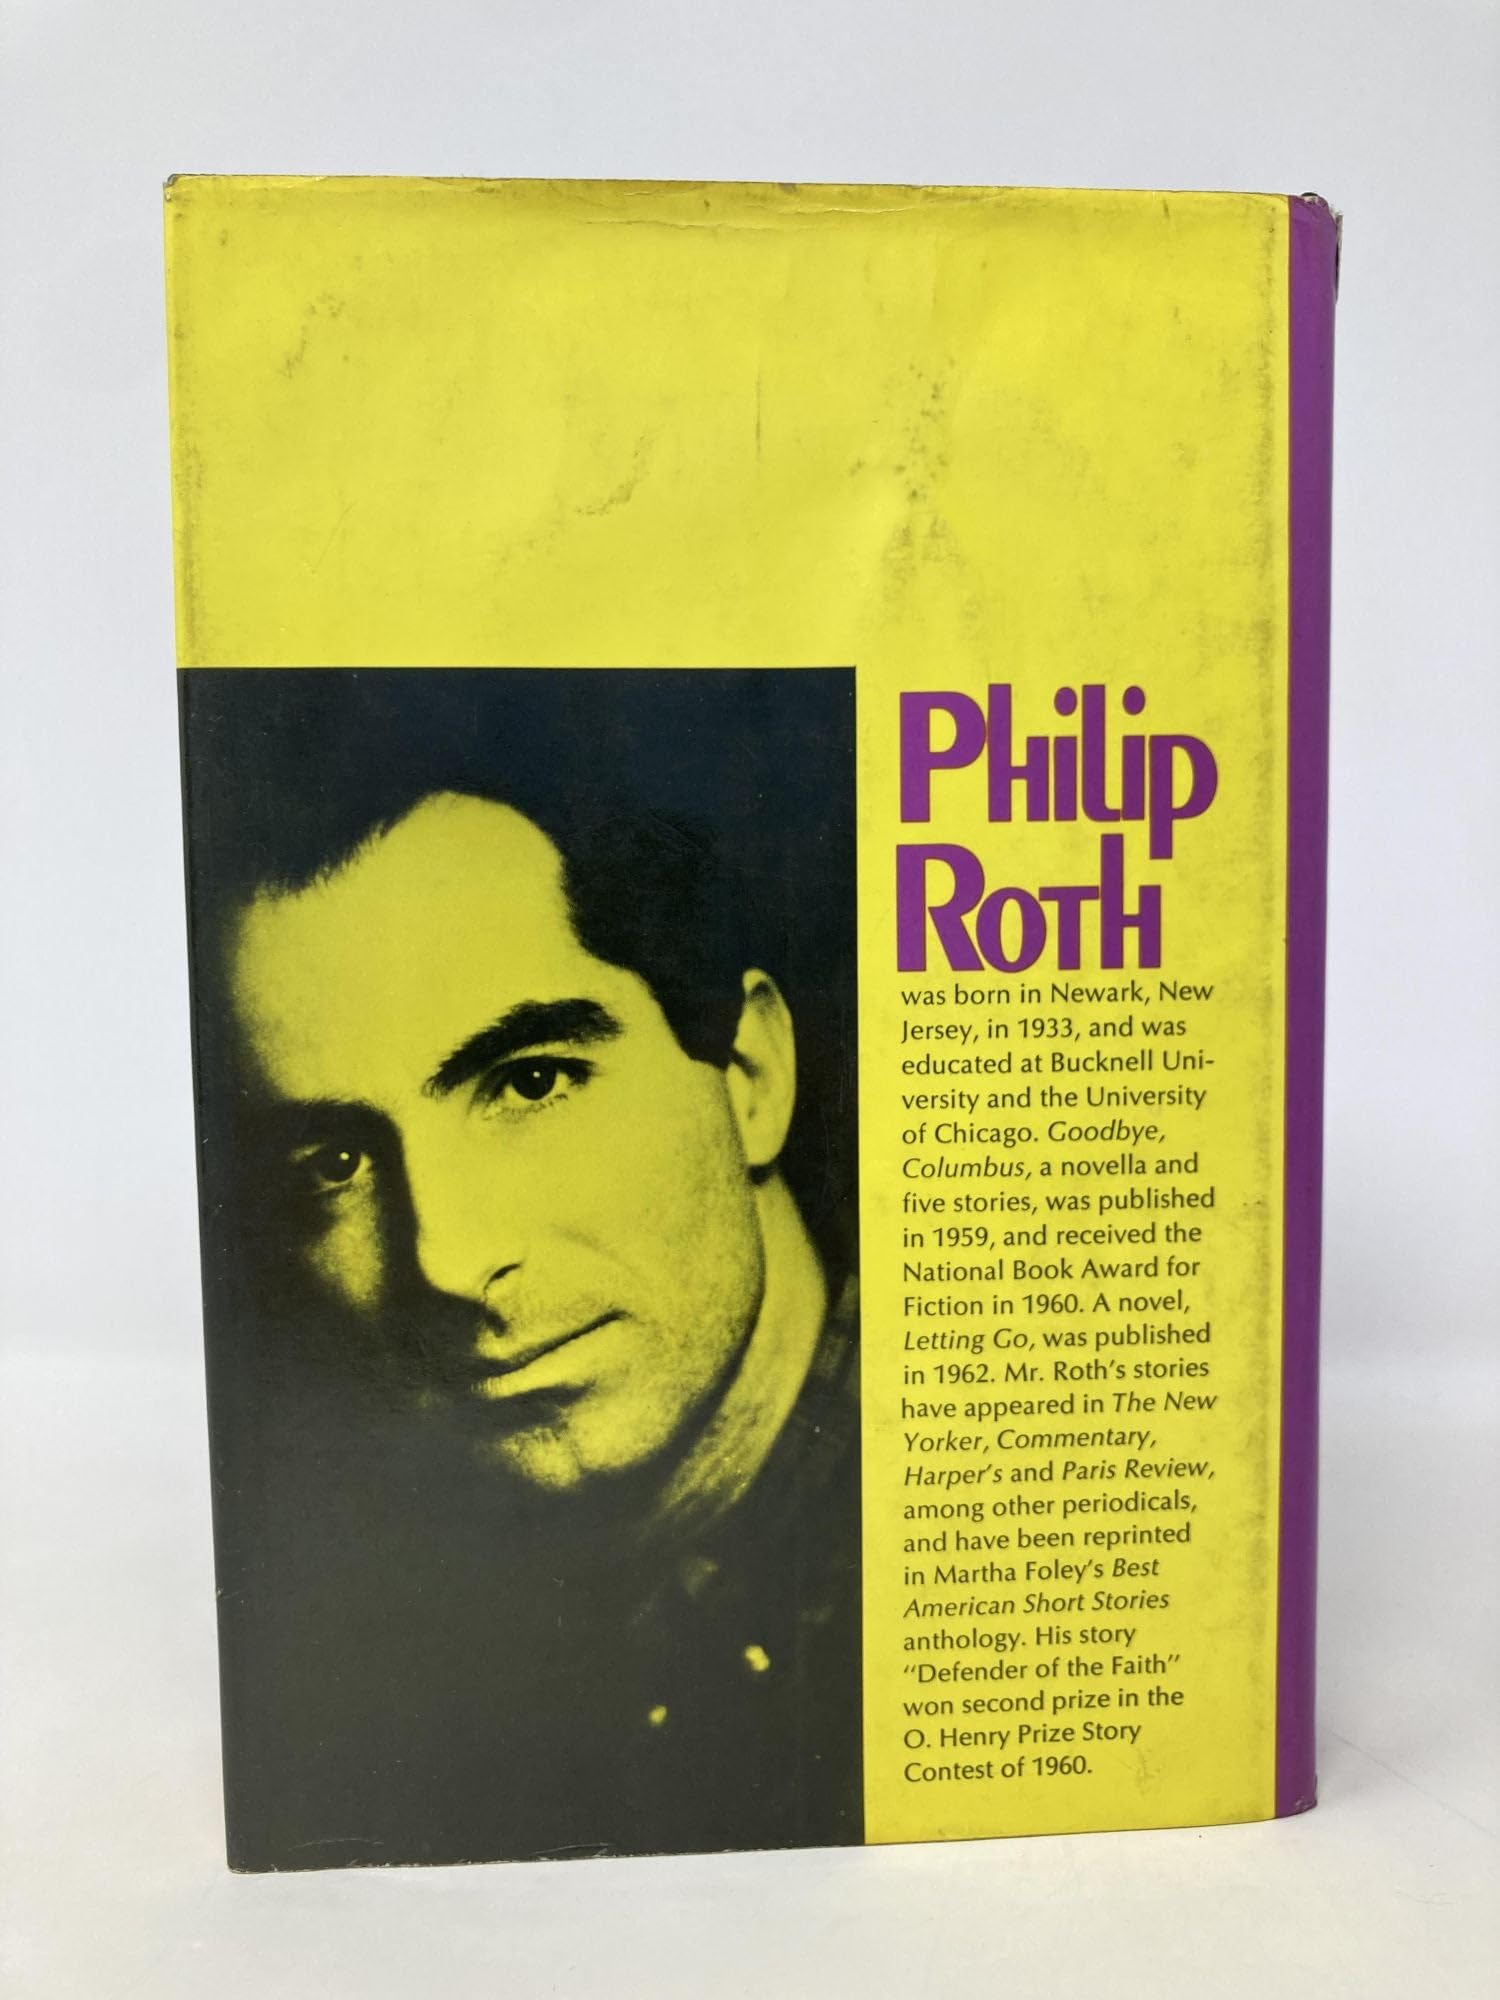 Philip
Roth
was born in Newark, New
Jersey, in 1933, and was
educated at Bucknell Uni-
versity and the University
of Chicago. Goodbye,
Columbus, a novella and
five stories, was published
in 1959, and received the
National Book Award for
Fiction in 1960. A novel,
Letting Go, was published
in 1962. Mr. Roth's stories
have appeared in The New
Yorker, Commentary,
Harper's and Paris Review,
among other periodicals,
and have been reprinted
in Martha Foley's Best
American Short Stories
anthology. His story
"Defender of the Faith"
won second prize in the
O. Henry Prize Story
Contest of 1960.